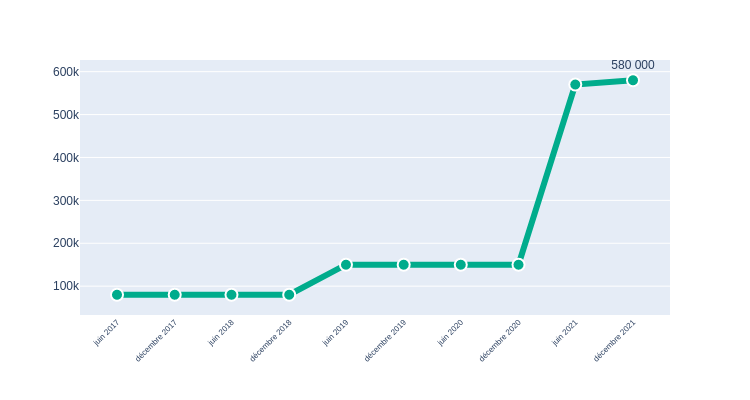 580 000
600k
500k
400k
300k
200k
100k
juin 2017
décembre 2017
juin 2018
décembre 2018
juin 2019
décembre 2019
juin 2020
décembre 2020
juin 2021
décembre 2021